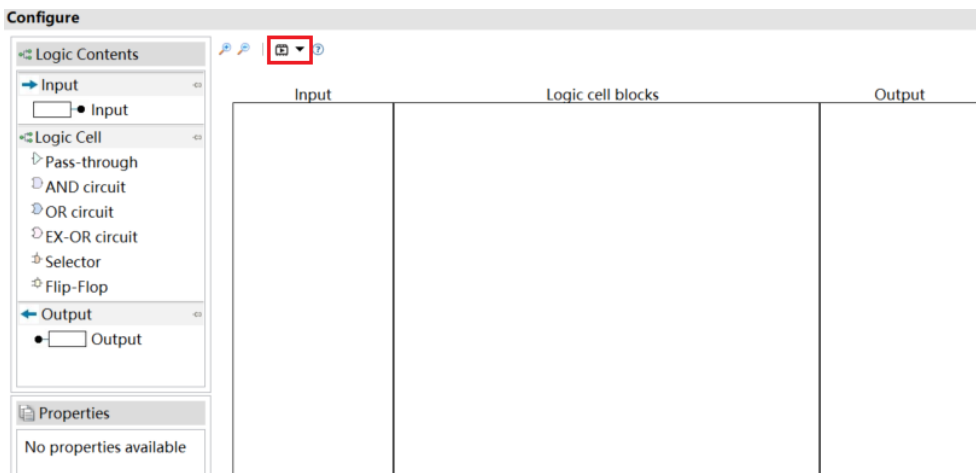 Configure
Logic Contents
Input
Input
Logic Cell
Pass-through
AND circuit
OR circuit
EX-OR circuit
Selector
Flip-Flop
Output
Output
Properties
No properties available
?
Input Logic cell blocks Output